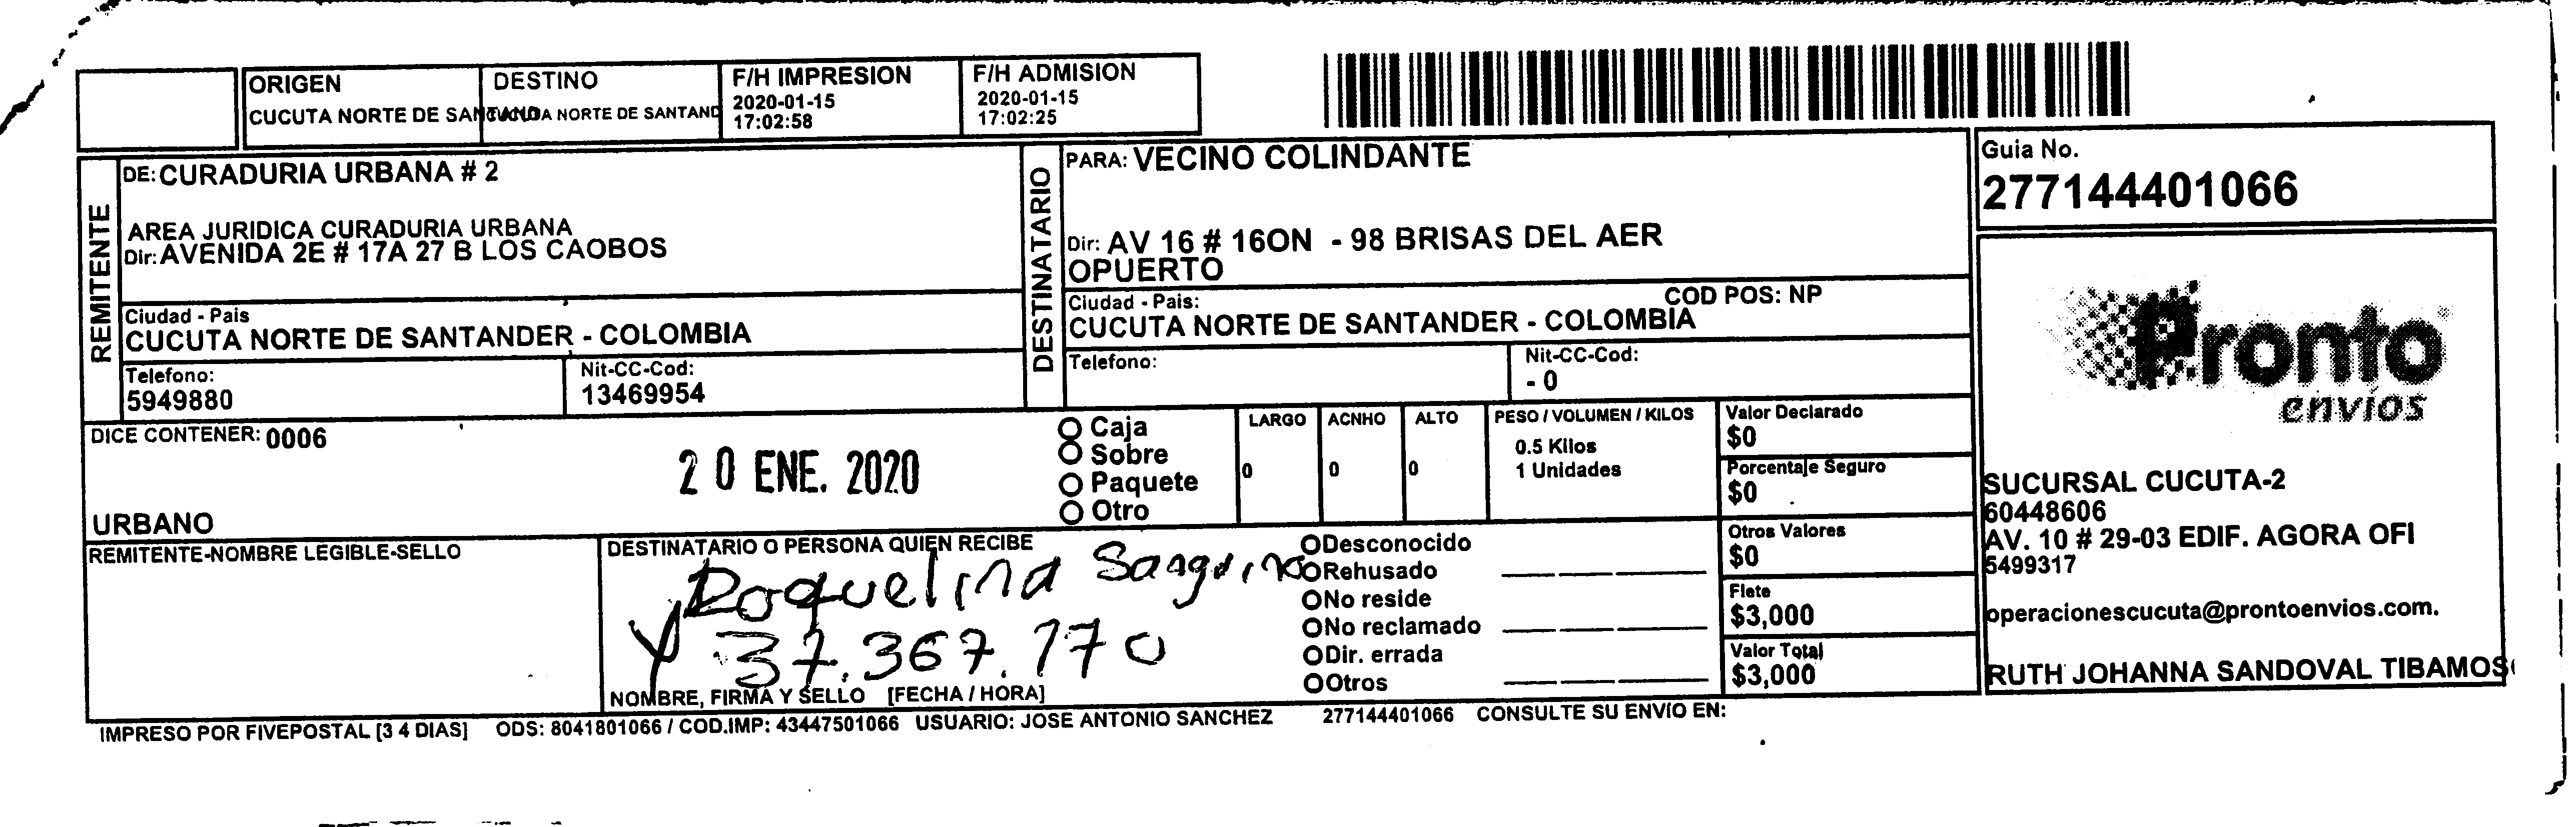 ORIGEN
CUCUTA NORTE DE SANTAND
DESTINO
CUCUTA NORTE DE SANTAND
F/H IMPRESION
2020-01-15
17:02:58
F/H ADMISION
2020-01-15
17:02:25
REMITENTE
DE: CURADURIA URBANA # 2
AREA JURIDICA CURADURIA URBANA
Dir: AVENIDA 2E # 17A 27 B LOS CAOBOS
Ciudad - Pais
CUCUTA NORTE DE SANTANDER - COLOMBIA
Telefono:
5949880
Nit-CC-Cod:
13469954
DESTINATARIO
PARA: VECINO COLINDANTE
Dir: AV 16 # 16ON - 98 BRISAS DEL AER
OPUERTO
Ciudad - Pais:
COD POS: NP
CUCUTA NORTE DE SANTANDER - COLOMBIA
Telefono:
Nit-CC-Cod:
- 0
Guia No.
277144401066
Pronto
envíos
SUCURSAL CUCUTA-2
60448606
AV. 10 # 29-03 EDIF. AGORA OFI
5499317
operacionescucuta@prontoenvios.com.
RUTH JOHANNA SANDOVAL TIBAMOS
DICE CONTENER: 0006
20 ENE. 2020
URBANO
Caja
Sobre
Paquete
Otro
LARGO
0
ACNHO
0
ALTO
0
PESO / VOLUMEN / KILOS
0.5 Kilos
1 Unidades
Valor Declarado
$0
Porcentaje Seguro
$0
Otros Valores
$0
Flete
$3,000
Valor Total
$3,000
REMITENTE-NOMBRE LEGIBLE-SELLO
DESTINATARIO O PERSONA QUIEN RECIBE
Roquelina Sanguino
37.367.170
NOMBRE, FIRMA Y SELLO [FECHA / HORA]
Desconocido
Rehusado
No reside
No reclamado
Dir. errada
Otros
IMPRESO POR FIVEPOSTAL [3 4 DIAS] ODS: 8041801066 / COD.IMP: 43447501066 USUARIO: JOSE ANTONIO SANCHEZ 277144401066 CONSULTE SU ENVIO EN: